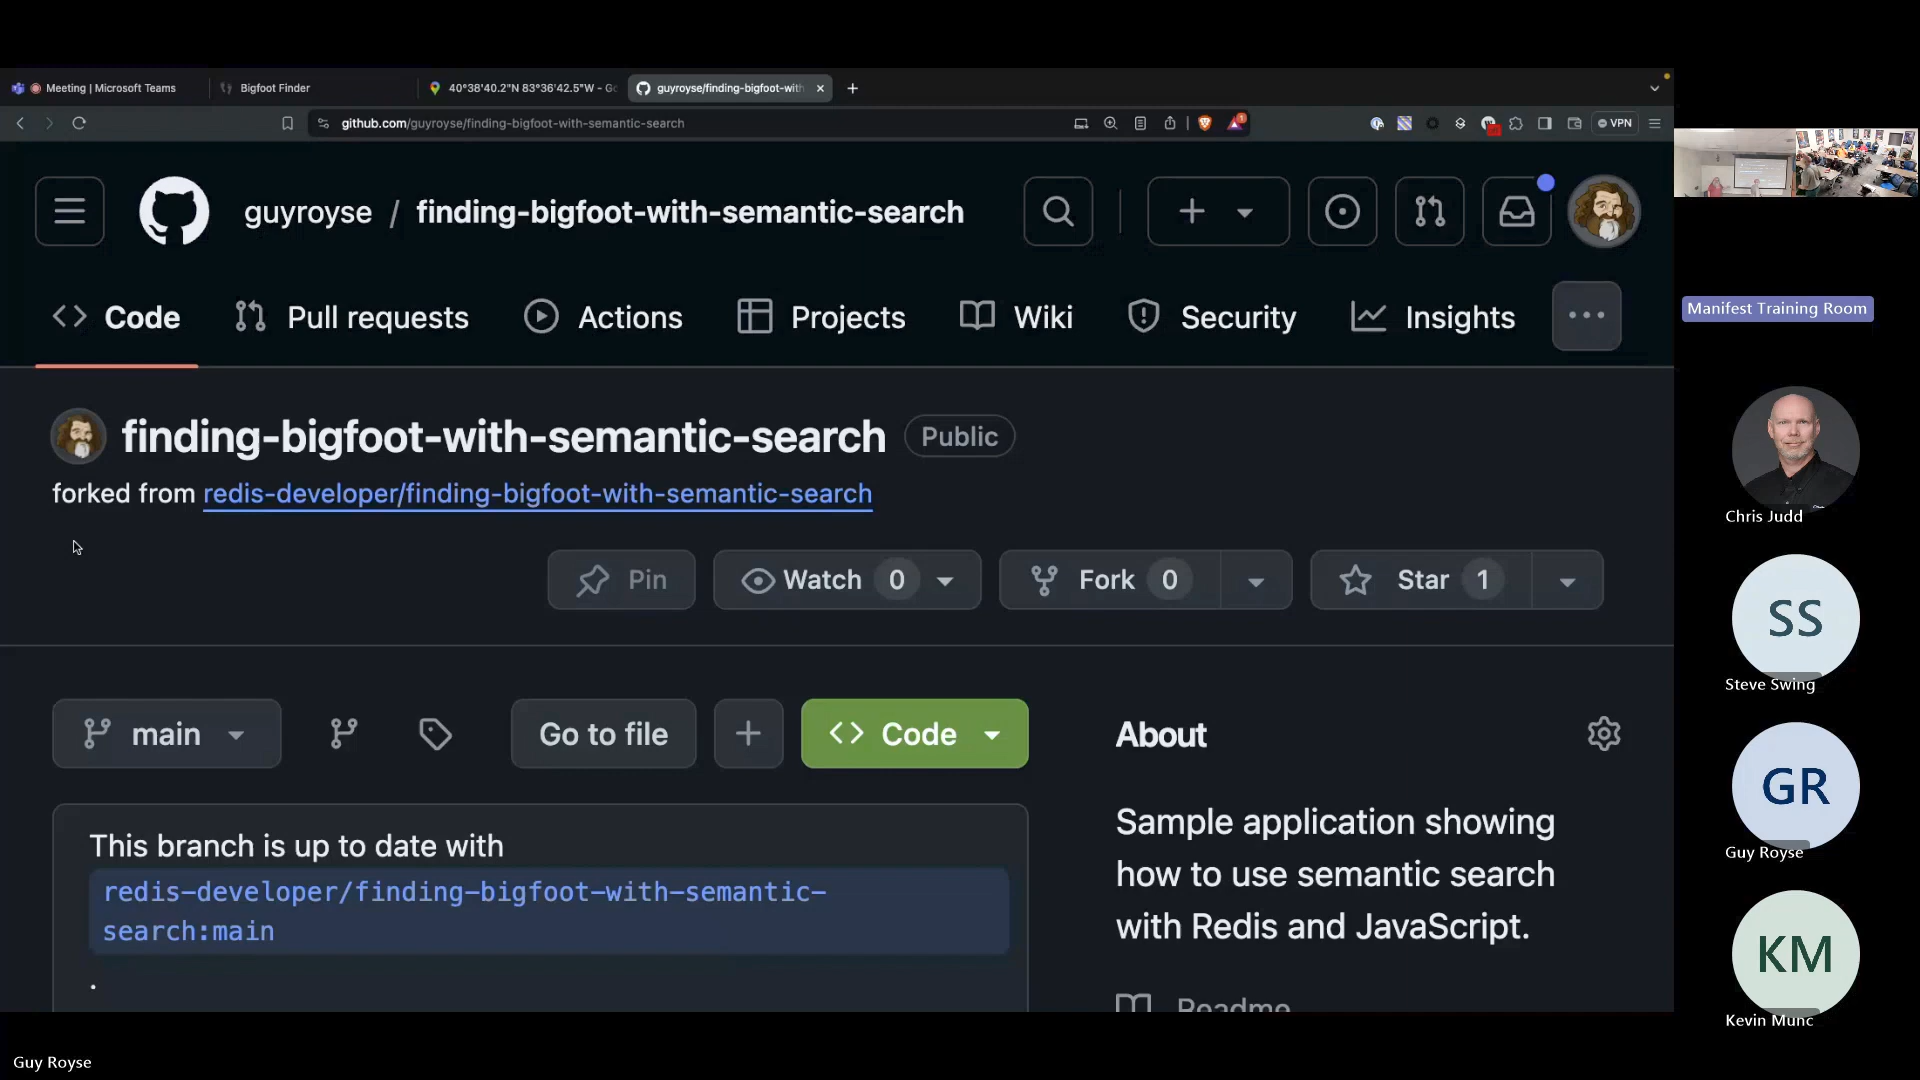 Meeting | Microsoft Teams
Bigfoot Finder
40°38'40.2"N 83°36'42.5"W - Go
guyroyse/finding-bigfoot-with
github.com/guyroyse/finding-bigfoot-with-semantic-search
VPN
guyroyse / finding-bigfoot-with-semantic-search
Code
Pull requests
Actions
Projects
Wiki
Security
Insights
finding-bigfoot-with-semantic-search
Public
forked from redis-developer/finding-bigfoot-with-semantic-search
Pin
Watch 0
Fork 0
Star 1
main
Go to file
Code
About
This branch is up to date with
redis-developer/finding-bigfoot-with-semantic-
search:main
.
Sample application showing
how to use semantic search
with Redis and JavaScript.
Readme
Manifest Training Room
Chris Judd
SS
Steve Swing
GR
Guy Royse
KM
Kevin Munc
Guy Royse